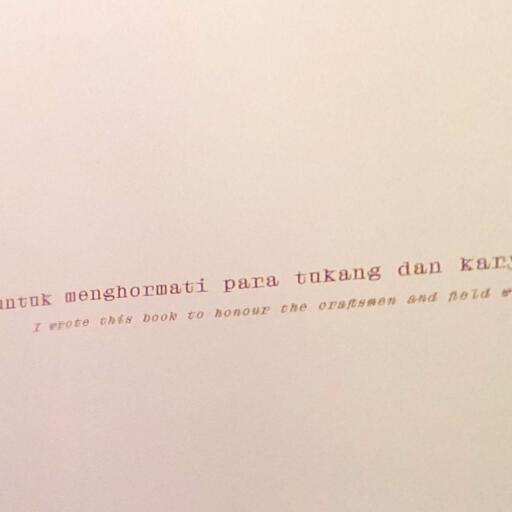 untuk menghormati para tukang dan
I wrote this book to honour the craftsmen and field